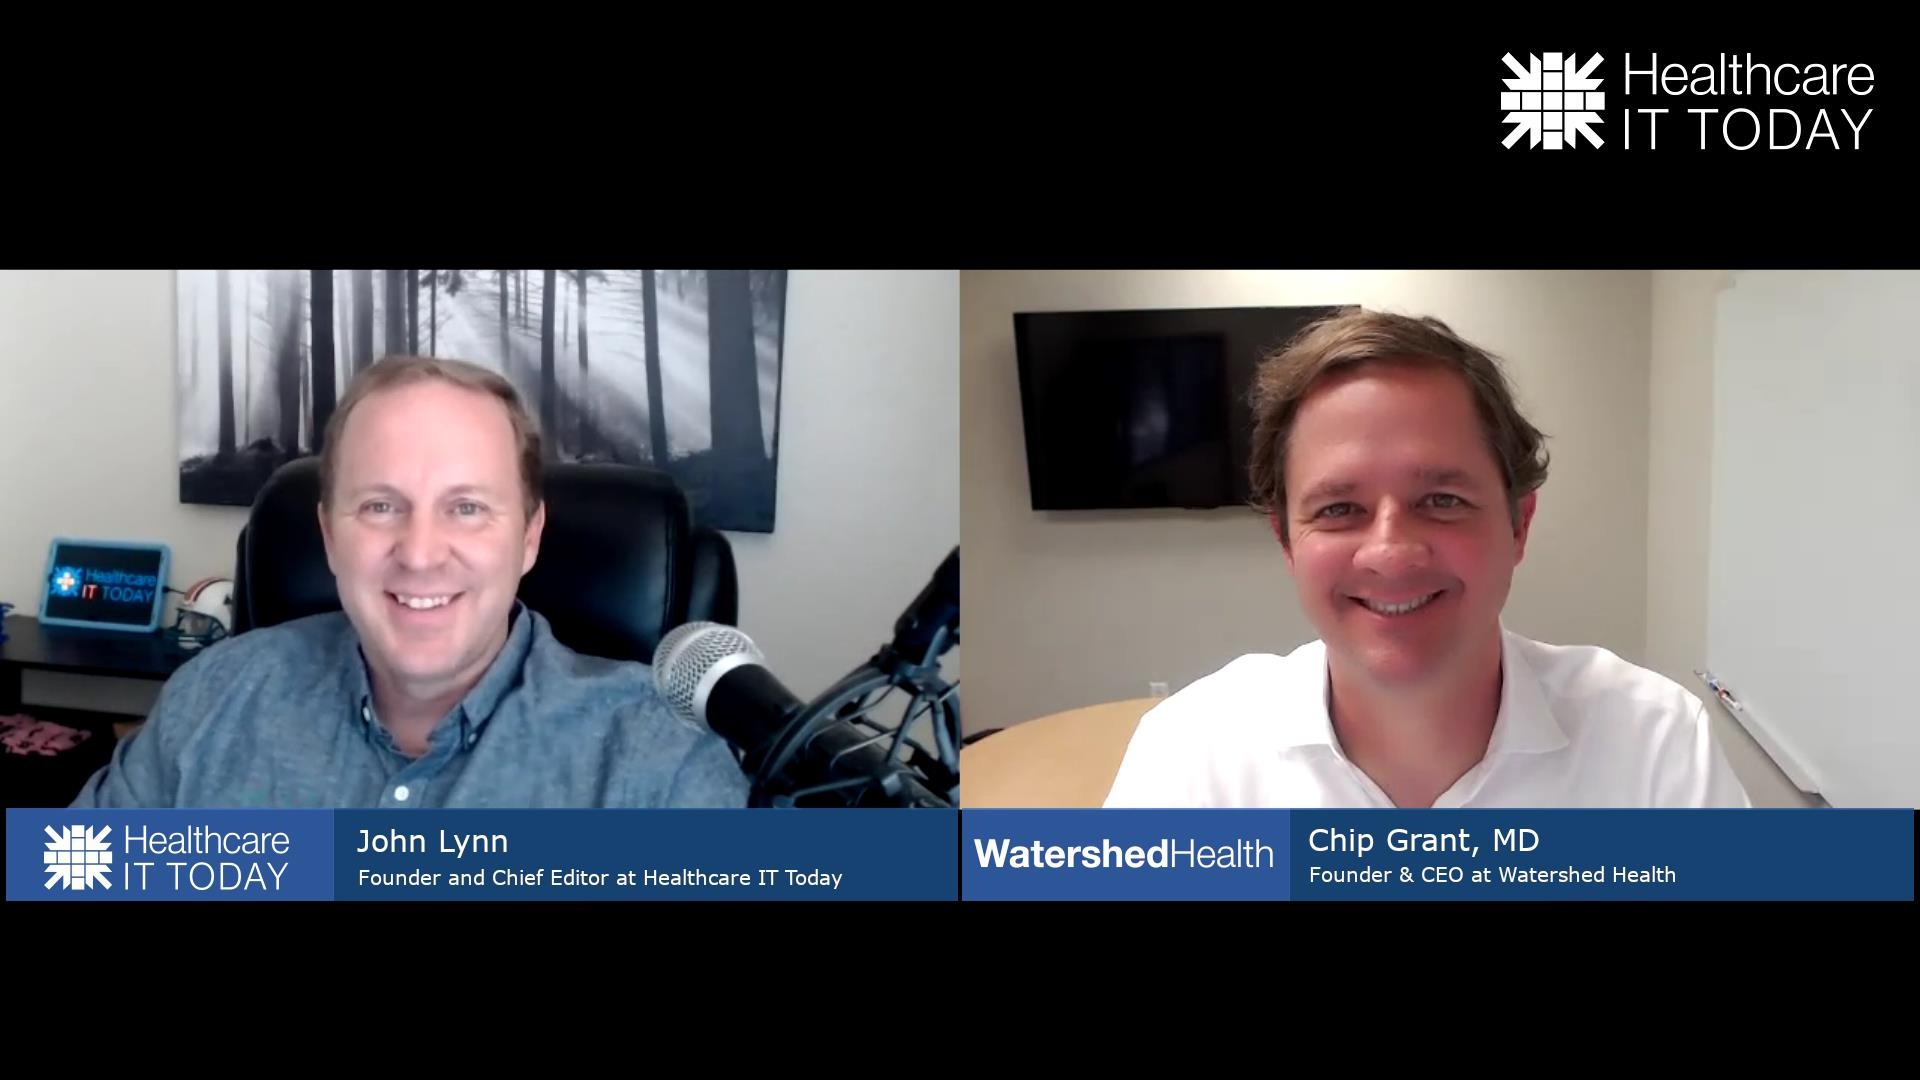 Healthcare
IT TODAY
Healthcare
IT TODAY
Healthcare
IT TODAY
John Lynn
Founder and Chief Editor at Healthcare IT Today
WatershedHealth
Chip Grant, MD
Founder & CEO at Watershed Health